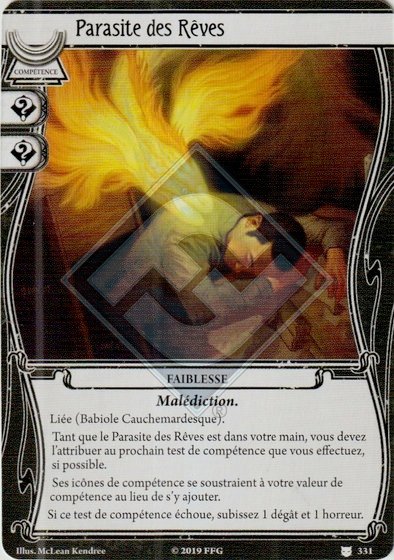 Parasite des Rêves
COMPÉTENCE
FAIBLESSE
Malédiction.
Liée (Babiole Cauchemardesque).
Tant que le Parasite des Rêves est dans votre main, vous devez
l'attribuer au prochain test de compétence que vous effectuez,
si possible.
Ses icônes de compétence se soustraient à votre valeur de
compétence au lieu de s'y ajouter.
Si ce test de compétence échoue, subissez 1 dégât et 1 horreur.
Illus. McLean Kendree
© 2019 FFG
331